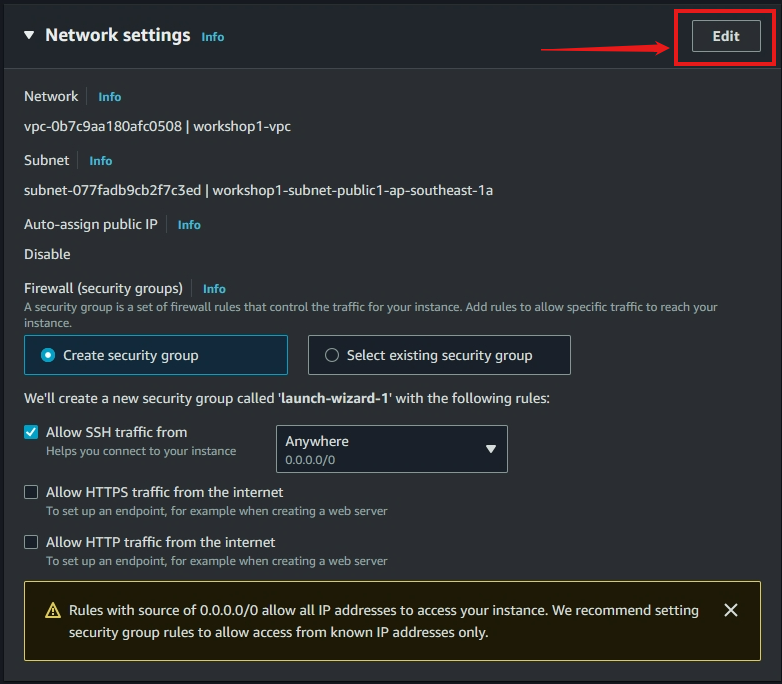 Network settings Info
Edit
Network Info
vpc-0b7c9aa180afc0508 | workshop1-vpc
Subnet Info
subnet-077fadb9cb2f7c3ed | workshop1-subnet-public1-ap-southeast-1a
Auto-assign public IP Info
Disable
Firewall (security groups) Info
A security group is a set of firewall rules that control the traffic for your instance. Add rules to allow specific traffic to reach your
instance.
Create security group
Select existing security group
We'll create a new security group called 'launch-wizard-1' with the following rules:
Allow SSH traffic from
Helps you connect to your instance
Anywhere
0.0.0.0/0
Allow HTTPS traffic from the internet
To set up an endpoint, for example when creating a web server
Allow HTTP traffic from the internet
To set up an endpoint, for example when creating a web server
Rules with source of 0.0.0.0/0 allow all IP addresses to access your instance. We recommend setting
security group rules to allow access from known IP addresses only.